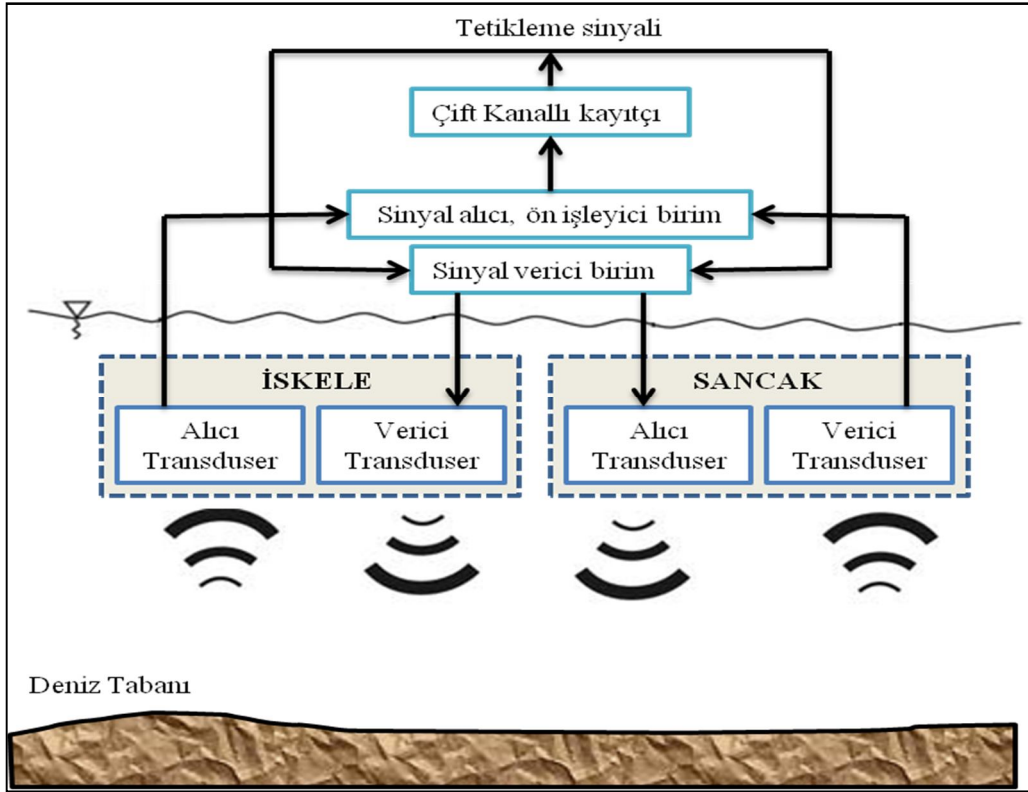 Tetikleme sinyali
Çift Kanallı kayıtçı
Sinyal alıcı, ön işleyici birim
Sinyal verici birim
İSKELE
Alıcı
Transduser
Verici
Transduser
SANCAK
Alıcı
Transduser
Verici
Transduser
Deniz Tabanı